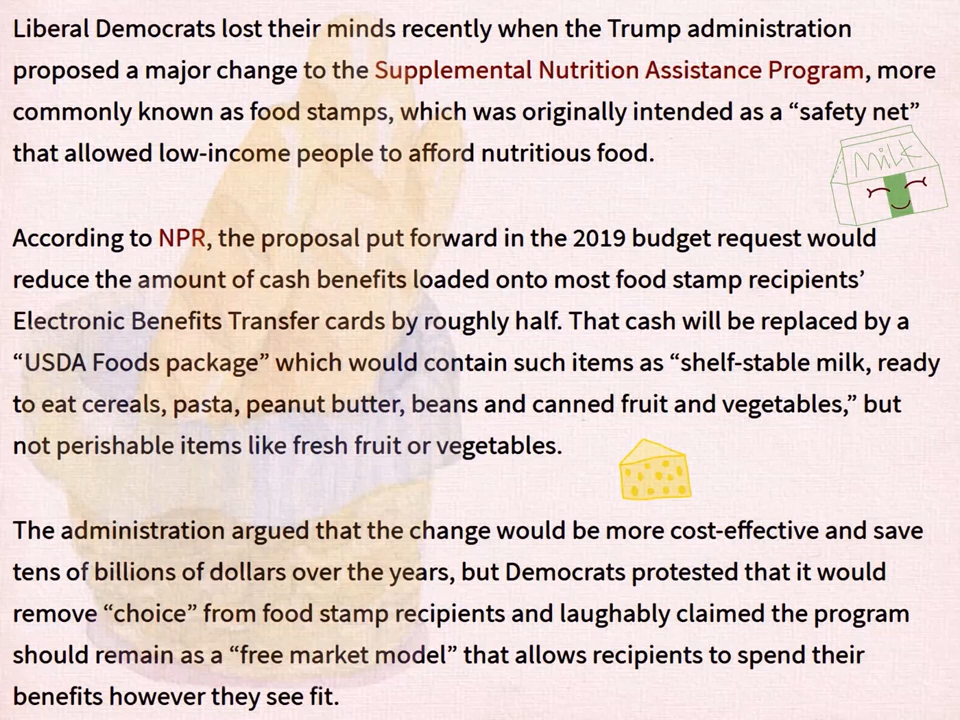 Liberal Democrats lost their minds recently when the Trump administration
proposed a major change to the Supplemental Nutrition Assistance Program, more
commonly known as food stamps, which was originally intended as a “safety net”
that allowed low-income people to afford nutritious food.
Milk
According to NPR, the proposal put forward in the 2019 budget request would
reduce the amount of cash benefits loaded onto most food stamp recipients’
Electronic Benefits Transfer cards by roughly half. That cash will be replaced by a
“USDA Foods package” which would contain such items as “shelf-stable milk, ready
to eat cereals, pasta, peanut butter, beans and canned fruit and vegetables,” but
not perishable items like fresh fruit or vegetables.
The administration argued that the change would be more cost-effective and save
tens of billions of dollars over the years, but Democrats protested that it would
remove “choice” from food stamp recipients and laughably claimed the program
should remain as a “free market model” that allows recipients to spend their
benefits however they see fit.